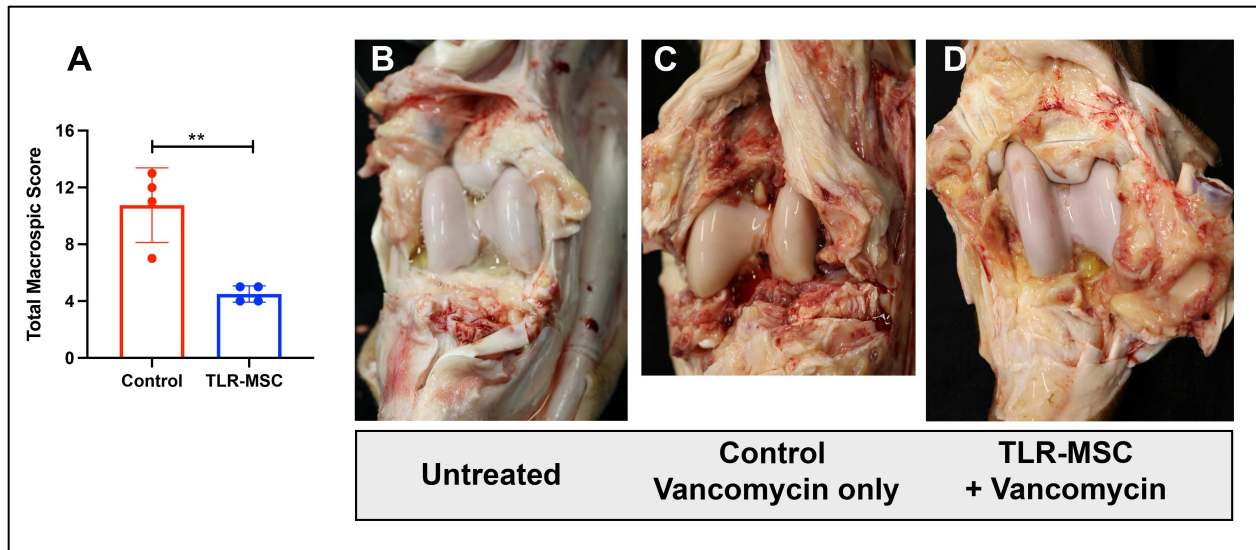 A
B
C
D
Total Macrospic Score
16
12
8
4
0
**
Control
TLR-MSC
Untreated
Control
Vancomycin only
TLR-MSC
+ Vancomycin